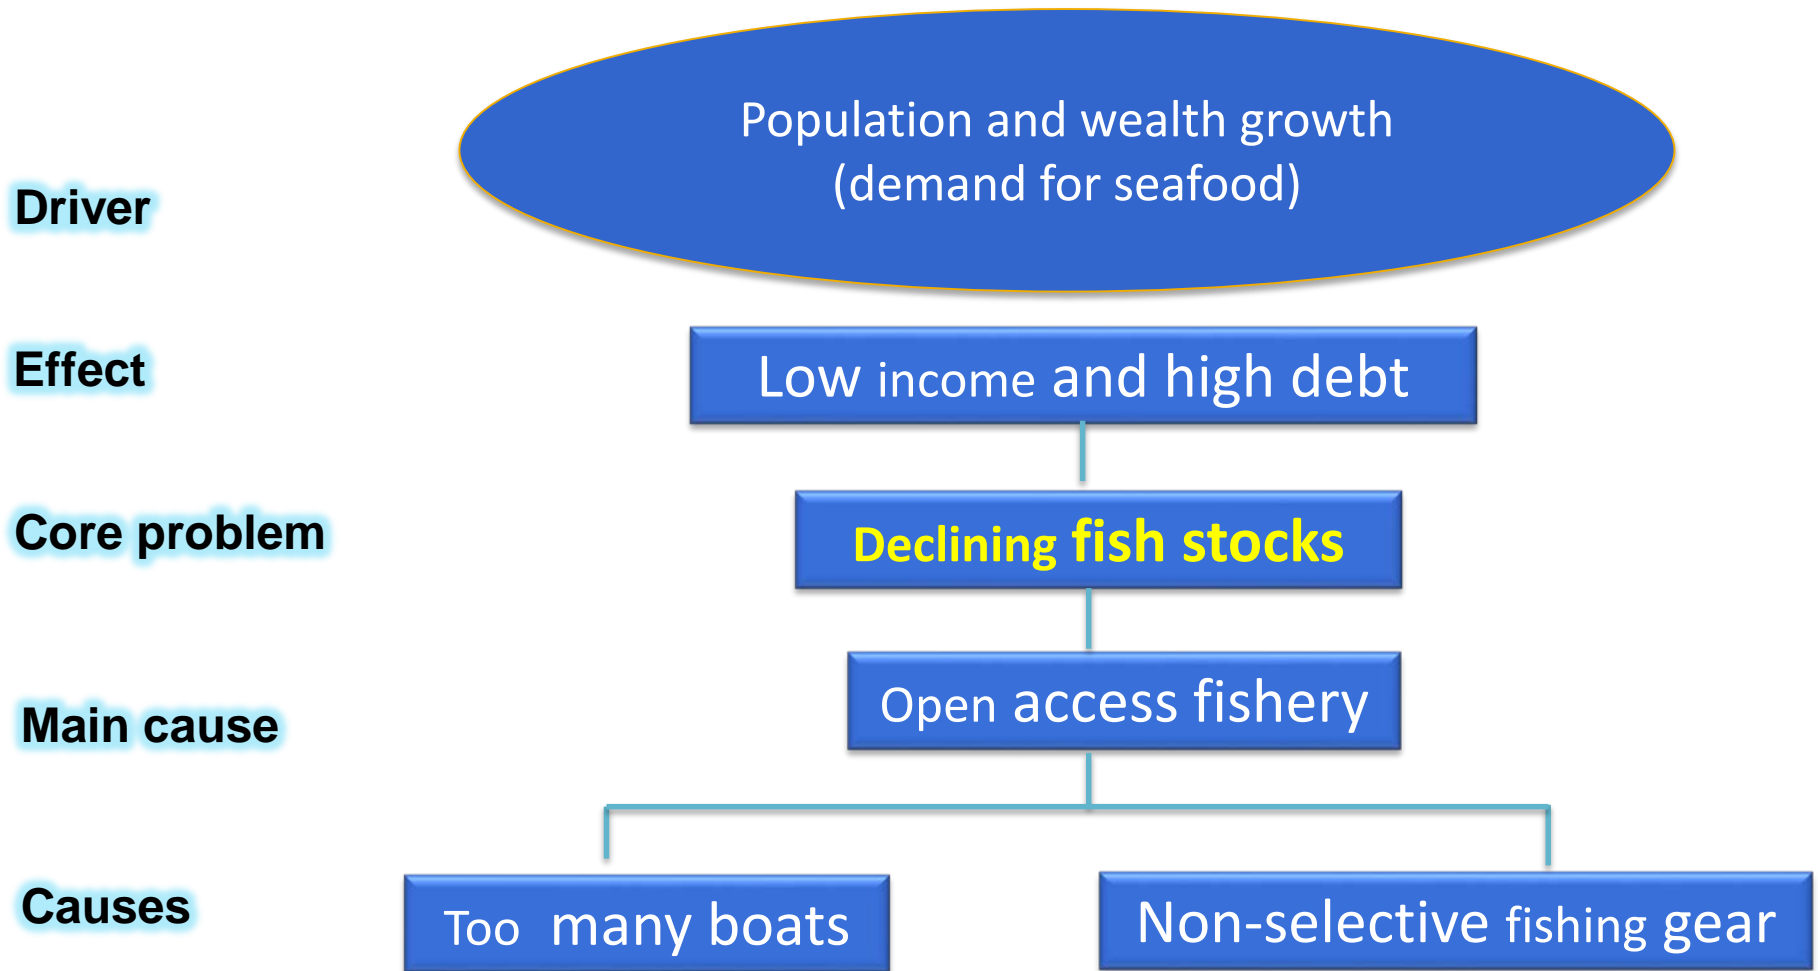 Population and wealth growth
(demand for seafood)
Driver
Effect
Low income and high debt
Core problem
Declining fish stocks
Main cause
Open access fishery
Causes
Too many boats
Non-selective fishing gear